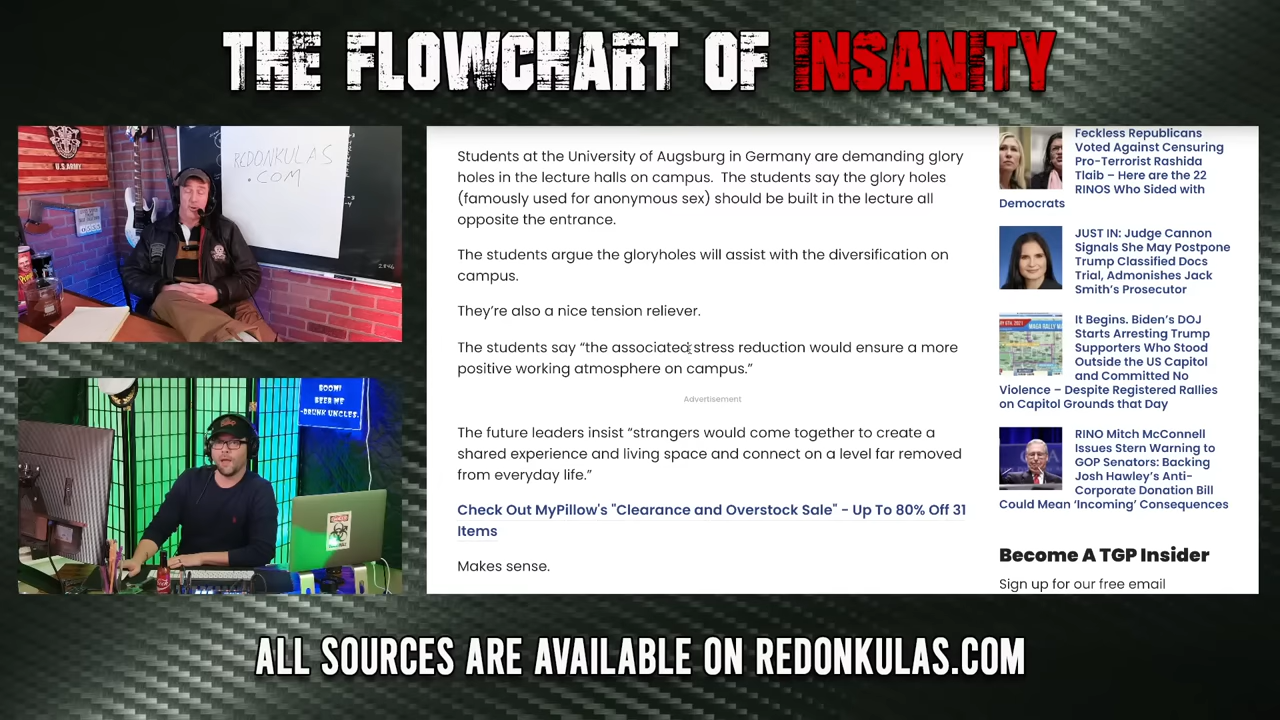 THE FLOWCHART OF INSANITY
U.S. ARMY
REDONKULAS
.COM
BOOM!
BEER ME
-DRUNK UNCLES.
Students at the University of Augsburg in Germany are demanding glory
holes in the lecture halls on campus. The students say the glory holes
(famously used for anonymous sex) should be built in the lecture all
opposite the entrance.
The students argue the gloryholes will assist with the diversification on
campus.
They’re also a nice tension reliever.
The students say “the associated stress reduction would ensure a more
positive working atmosphere on campus.”
Advertisement
The future leaders insist “strangers would come together to create a
shared experience and living space and connect on a level far removed
from everyday life.”
Check Out MyPillow's "Clearance and Overstock Sale" - Up To 80% Off 31
Items
Makes sense.
Feckless Republicans
Voted Against Censuring
Pro-Terrorist Rashida
Tlaib – Here are the 22
RINOS Who Sided with
Democrats
JUST IN: Judge Cannon
Signals She May Postpone
Trump Classified Docs
Trial, Admonishes Jack
Smith’s Prosecutor
It Begins. Biden’s DOJ
Starts Arresting Trump
Supporters Who Stood
Outside the US Capitol
and Committed No
Violence – Despite Registered Rallies
on Capitol Grounds that Day
RINO Mitch McConnell
Issues Stern Warning to
GOP Senators: Backing
Josh Hawley’s Anti-
Corporate Donation Bill
Could Mean ‘Incoming’ Consequences
Become A TGP Insider
Sign up for our free email
ALL SOURCES ARE AVAILABLE ON REDONKULAS.COM